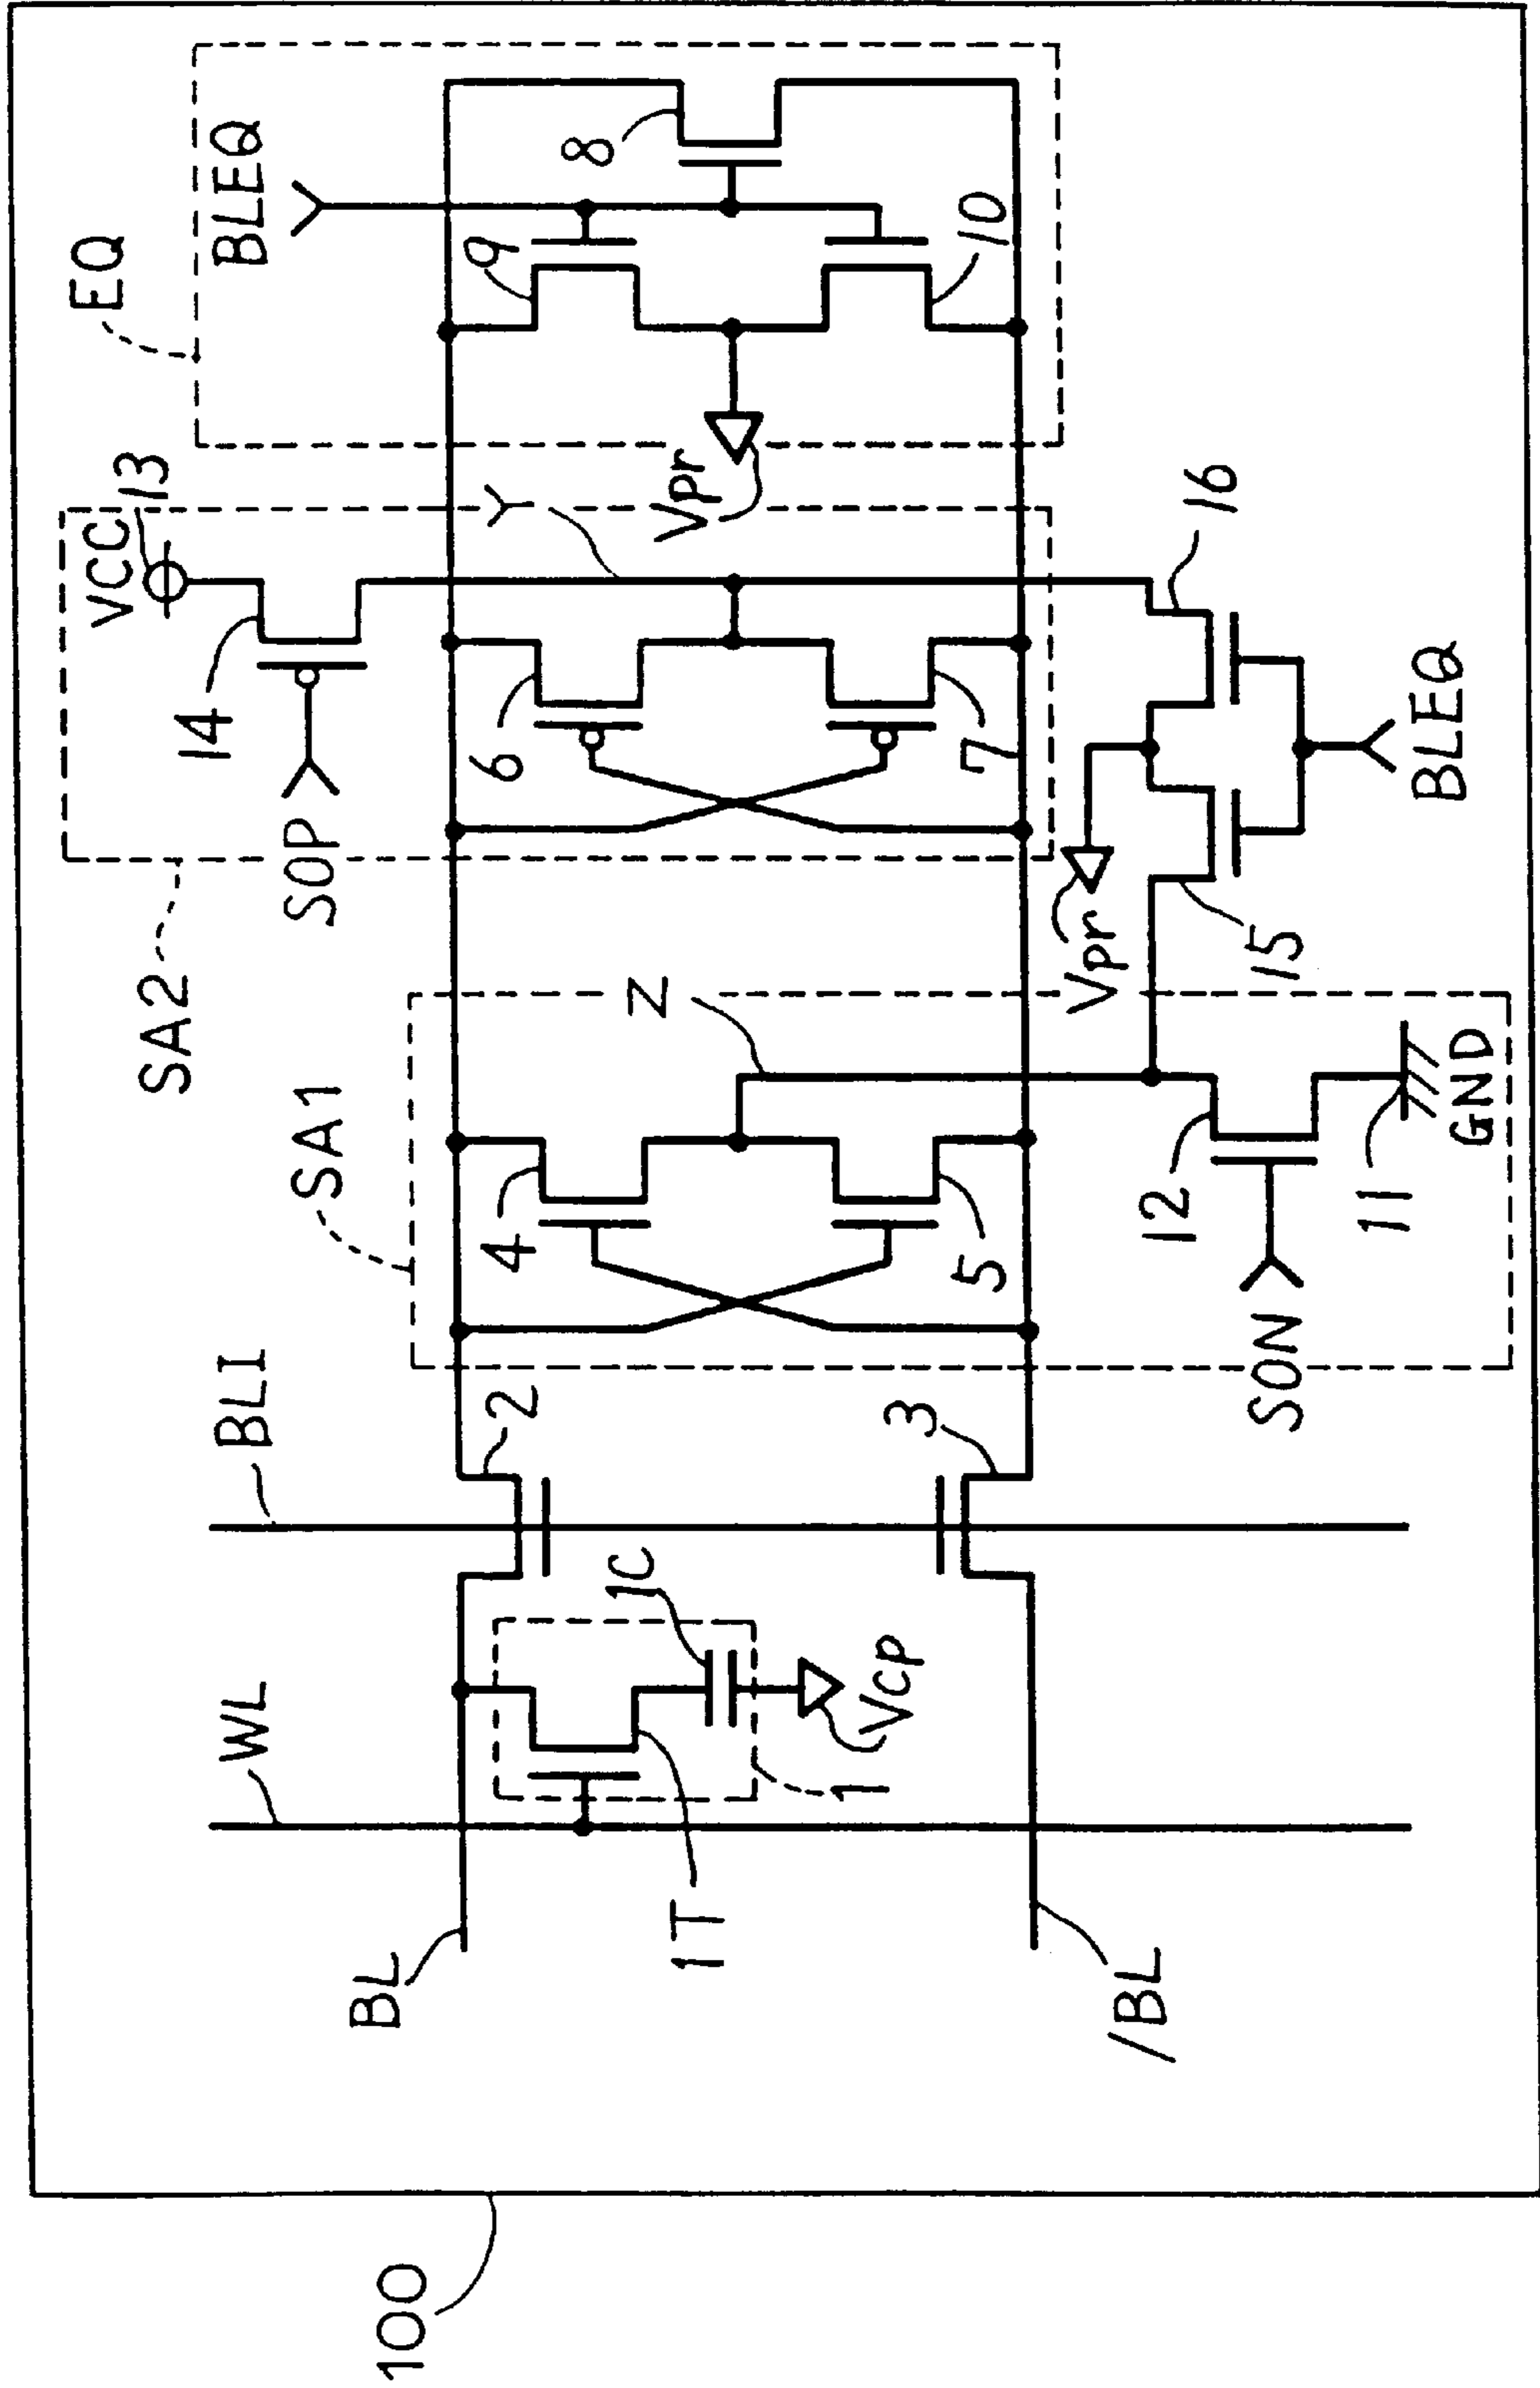 100
SA2
VCC
13
EQ
14
SOP
BLEQ
SA1
WL
BLI
Y
BL
1T
1C
1
Vcp
2
4
Z
6
Vpr
9
8
3
5
7
10
/BL
Vpr
SON
12
15
16
11
GND
BLEQ